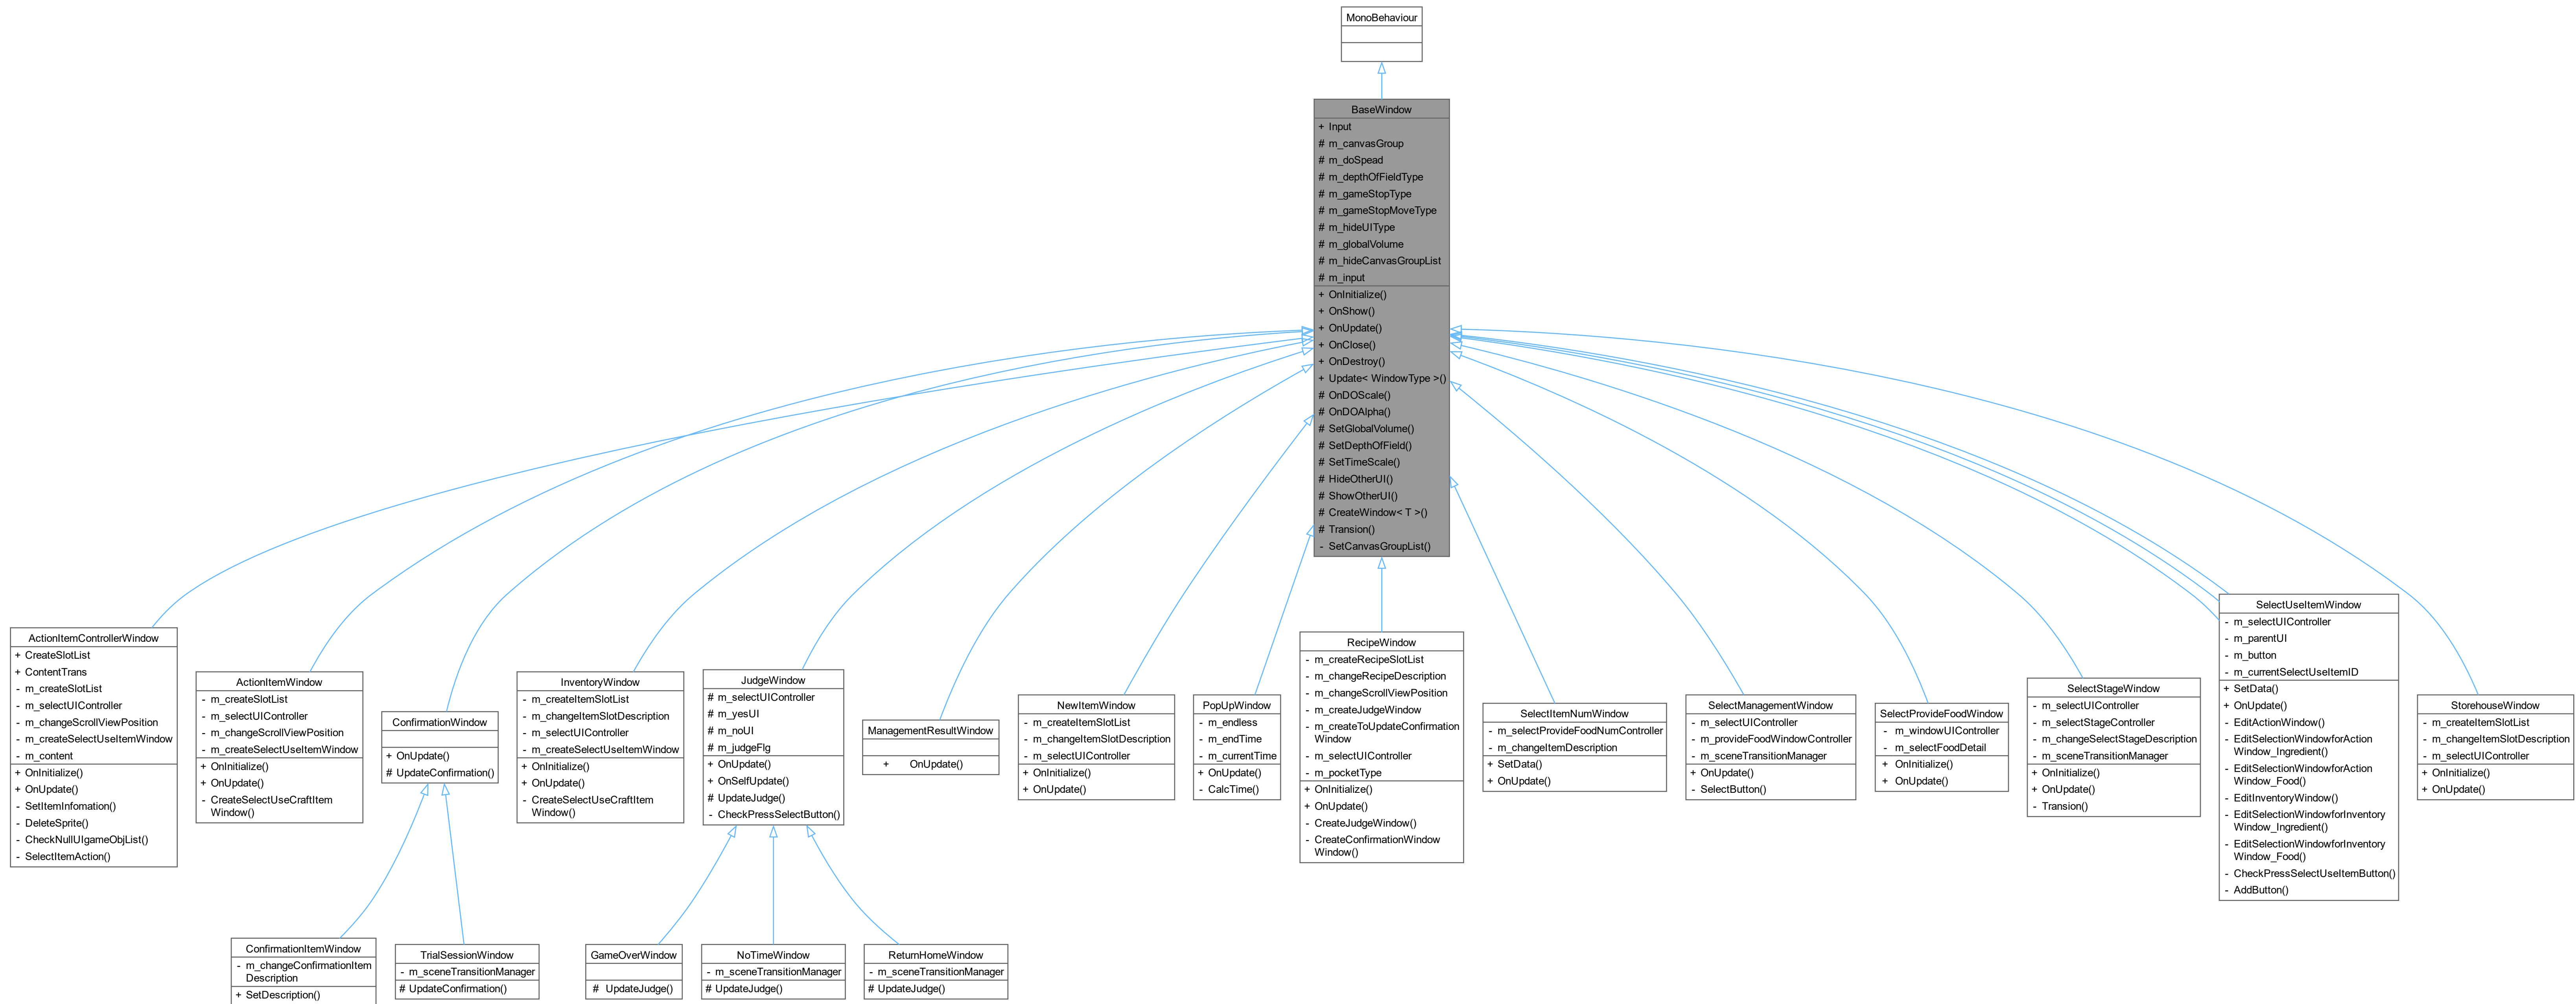 MonoBehaviour
BaseWindow
+ Input
# m_canvasGroup
# m_doSpead
# m_depthOfFieldType
# m_gameStopType
# m_gameStopMoveType
# m_hideUIType
# m_globalVolume
# m_hideCanvasGroupList
# m_input
+ OnInitialize()
+ OnShow()
+ OnUpdate()
+ OnClose()
+ OnDestroy()
+ Update< WindowType >()
# OnDOScale()
# OnDOAlpha()
# SetGlobalVolume()
# SetDepthOfField()
# SetTimeScale()
# HideOtherUI()
# ShowOtherUI()
# CreateWindow< T >()
# Transion()
- SetCanvasGroupList()
ActionItemControllerWindow
+ CreateSlotList
+ ContentTrans
- m_createSlotList
- m_selectUIController
- m_changeScrollViewPosition
- m_createSelectUseItemWindow
- m_content
+ OnInitialize()
+ OnUpdate()
- SetItemInfomation()
- DeleteSprite()
- CheckNullUIgameObjList()
- SelectItemAction()
ActionItemWindow
- m_createSlotList
- m_selectUIController
- m_changeScrollViewPosition
- m_createSelectUseItemWindow
+ OnInitialize()
+ OnUpdate()
- CreateSelectUseCraftItem
Window()
ConfirmationWindow
+ OnUpdate()
# UpdateConfirmation()
InventoryWindow
- m_createItemSlotList
- m_changeItemSlotDescription
- m_selectUIController
- m_createSelectUseItemWindow
+ OnInitialize()
+ OnUpdate()
- CreateSelectUseCraftItem
Window()
JudgeWindow
# m_selectUIController
# m_yesUI
# m_noUI
# m_judgeFlg
+ OnUpdate()
+ OnSelfUpdate()
# UpdateJudge()
- CheckPressSelectButton()
ManagementResultWindow
+ OnUpdate()
NewItemWindow
- m_createItemSlotList
- m_changeItemSlotDescription
- m_selectUIController
+ OnInitialize()
+ OnUpdate()
PopUpWindow
- m_endless
- m_endTime
- m_currentTime
+ OnUpdate()
- CalcTime()
RecipeWindow
- m_createRecipeSlotList
- m_changeRecipeDescription
- m_changeScrollViewPosition
- m_createJudgeWindow
- m_createToUpdateConfirmation
Window
- m_selectUIController
- m_pocketType
+ OnInitialize()
+ OnUpdate()
- CreateJudgeWindow()
- CreateConfirmationWindow
Window()
SelectItemNumWindow
- m_selectProvideFoodNumController
- m_changeItemDescription
+ SetData()
+ OnUpdate()
SelectManagementWindow
- m_selectUIController
- m_provideFoodWindowController
- m_sceneTransitionManager
+ OnUpdate()
- SelectButton()
SelectProvideFoodWindow
- m_windowUIController
- m_selectFoodDetail
+ OnInitialize()
+ OnUpdate()
SelectStageWindow
- m_selectUIController
- m_selectStageController
- m_changeSelectStageDescription
- m_sceneTransitionManager
+ OnInitialize()
+ OnUpdate()
- Transion()
SelectUseItemWindow
- m_selectUIController
- m_parentUI
- m_button
- m_currentSelectUseItemID
+ SetData()
+ OnUpdate()
- EditActionWindow()
- EditSelectionWindowforAction
Window_Ingredient()
- EditSelectionWindowforAction
Window_Food()
- EditInventoryWindow()
- EditSelectionWindowforInventory
Window_Ingredient()
- EditSelectionWindowforInventory
Window_Food()
- CheckPressSelectUseItemButton()
- AddButton()
StorehouseWindow
- m_createItemSlotList
- m_changeItemSlotDescription
- m_selectUIController
+ OnInitialize()
+ OnUpdate()
ConfirmationItemWindow
- m_changeConfirmationItem
Description
+ SetDescription()
TrialSessionWindow
- m_sceneTransitionManager
# UpdateConfirmation()
GameOverWindow
# UpdateJudge()
NoTimeWindow
- m_sceneTransitionManager
# UpdateJudge()
ReturnHomeWindow
- m_sceneTransitionManager
# UpdateJudge()